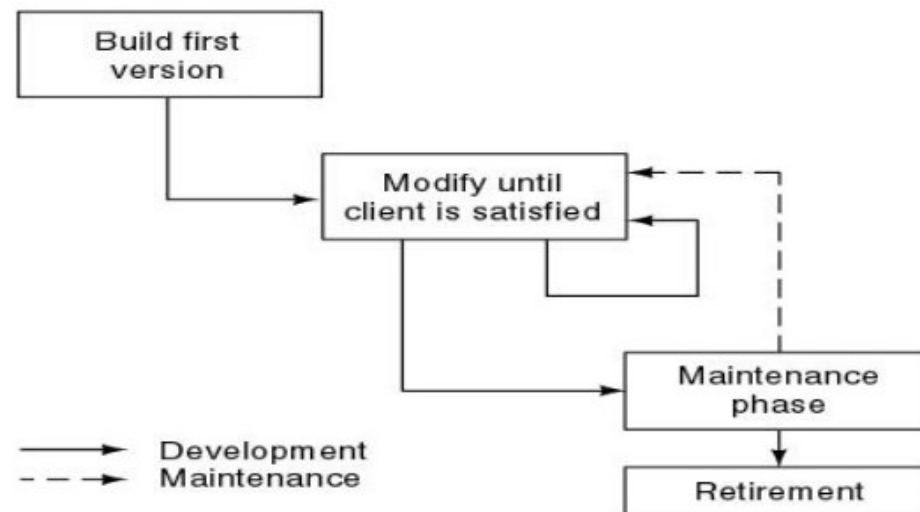 Build first
version
Modify until
client is satisfied
Maintenance
phase
Development
Maintenance
Retirement